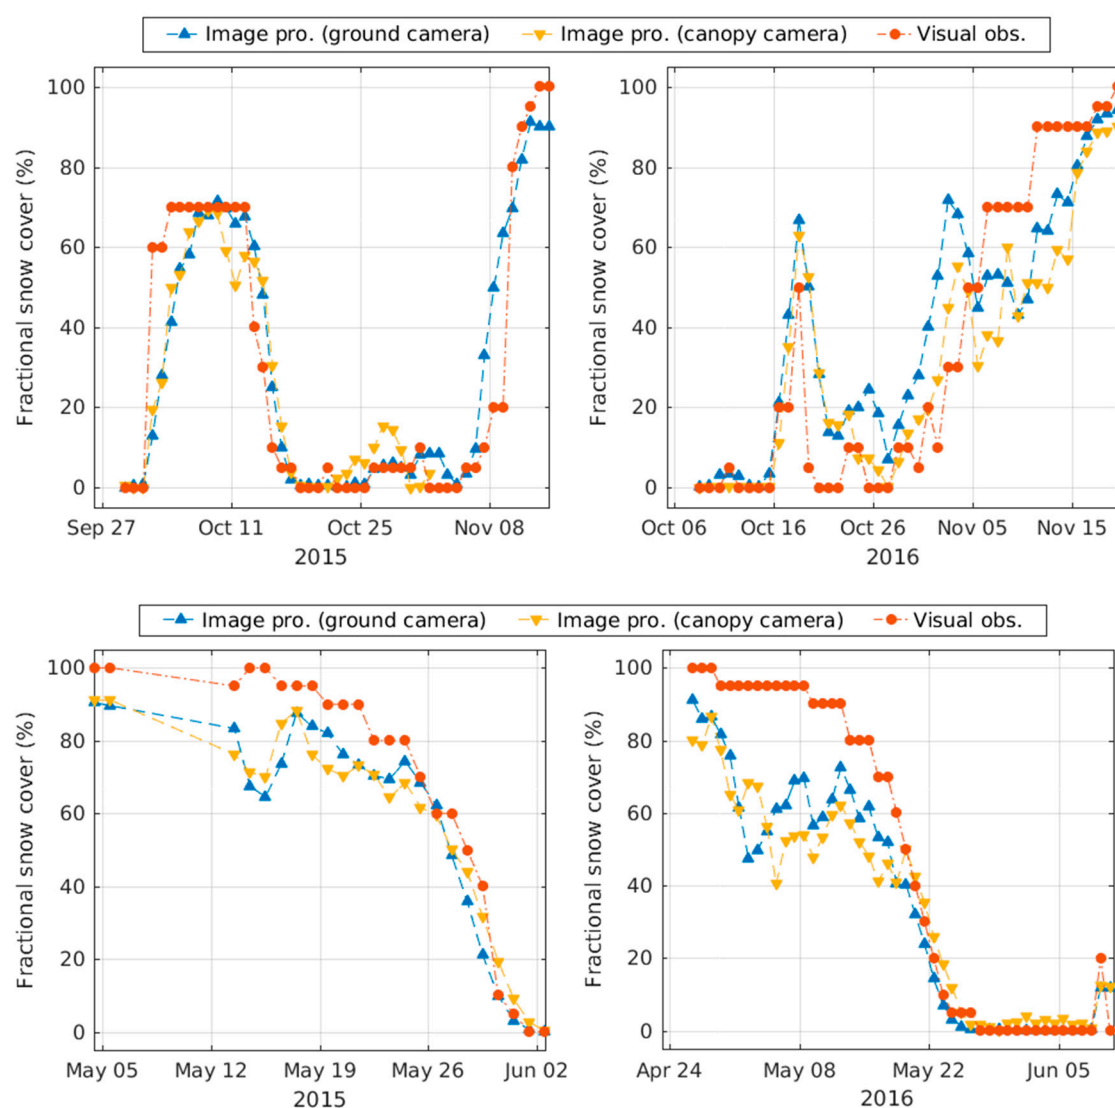 Image pro. (ground camera) Image pro. (canopy camera) Visual obs.
100 100
80 80
60 60
40 40
20 20
0 0
Fractional snow cover (%) Fractional snow cover (%)
Sep 27 Oct 11 Oct 25 Nov 08 Oct 06 Oct 16 Oct 26 Nov 05 Nov 15
2015 2016
Image pro. (ground camera) Image pro. (canopy camera) Visual obs.
100 100
80 80
60 60
40 40
20 20
0 0
Fractional snow cover (%) Fractional snow cover (%)
May 05 May 12 May 19 May 26 Jun 02 Apr 24 May 08 May 22 Jun 05
2015 2016